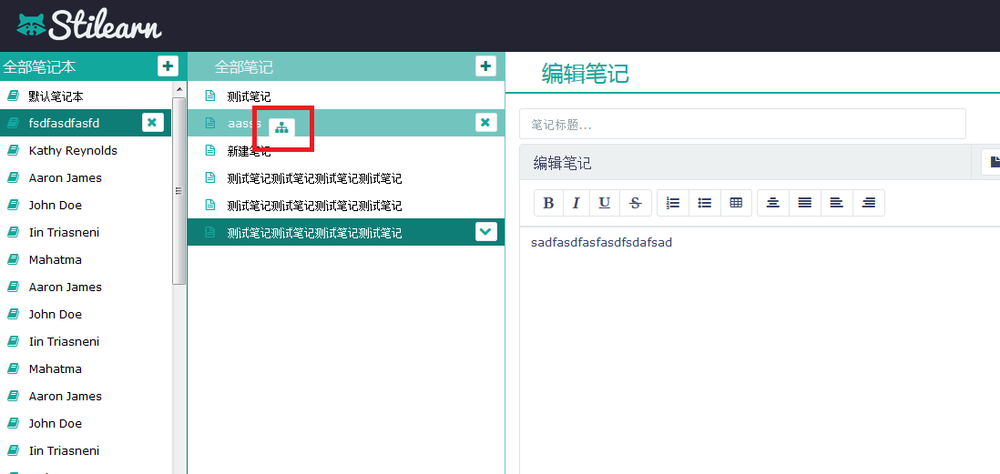 Stilearn
全部笔记本
默认笔记本
fsdfasdfasfd
Kathy Reynolds
Aaron James
John Doe
Iin Triasneni
Mahatma
Aaron James
John Doe
Iin Triasneni
Mahatma
Aaron James
John Doe
Iin Triasneni
全部笔记
测试笔记
aasss
新建笔记
测试笔记测试笔记测试笔记测试笔记
测试笔记测试笔记测试笔记测试笔记
测试笔记测试笔记测试笔记测试笔记
编辑笔记
笔记标题...
编辑笔记
B I U S
sadfasdfasfasdfsdafsad